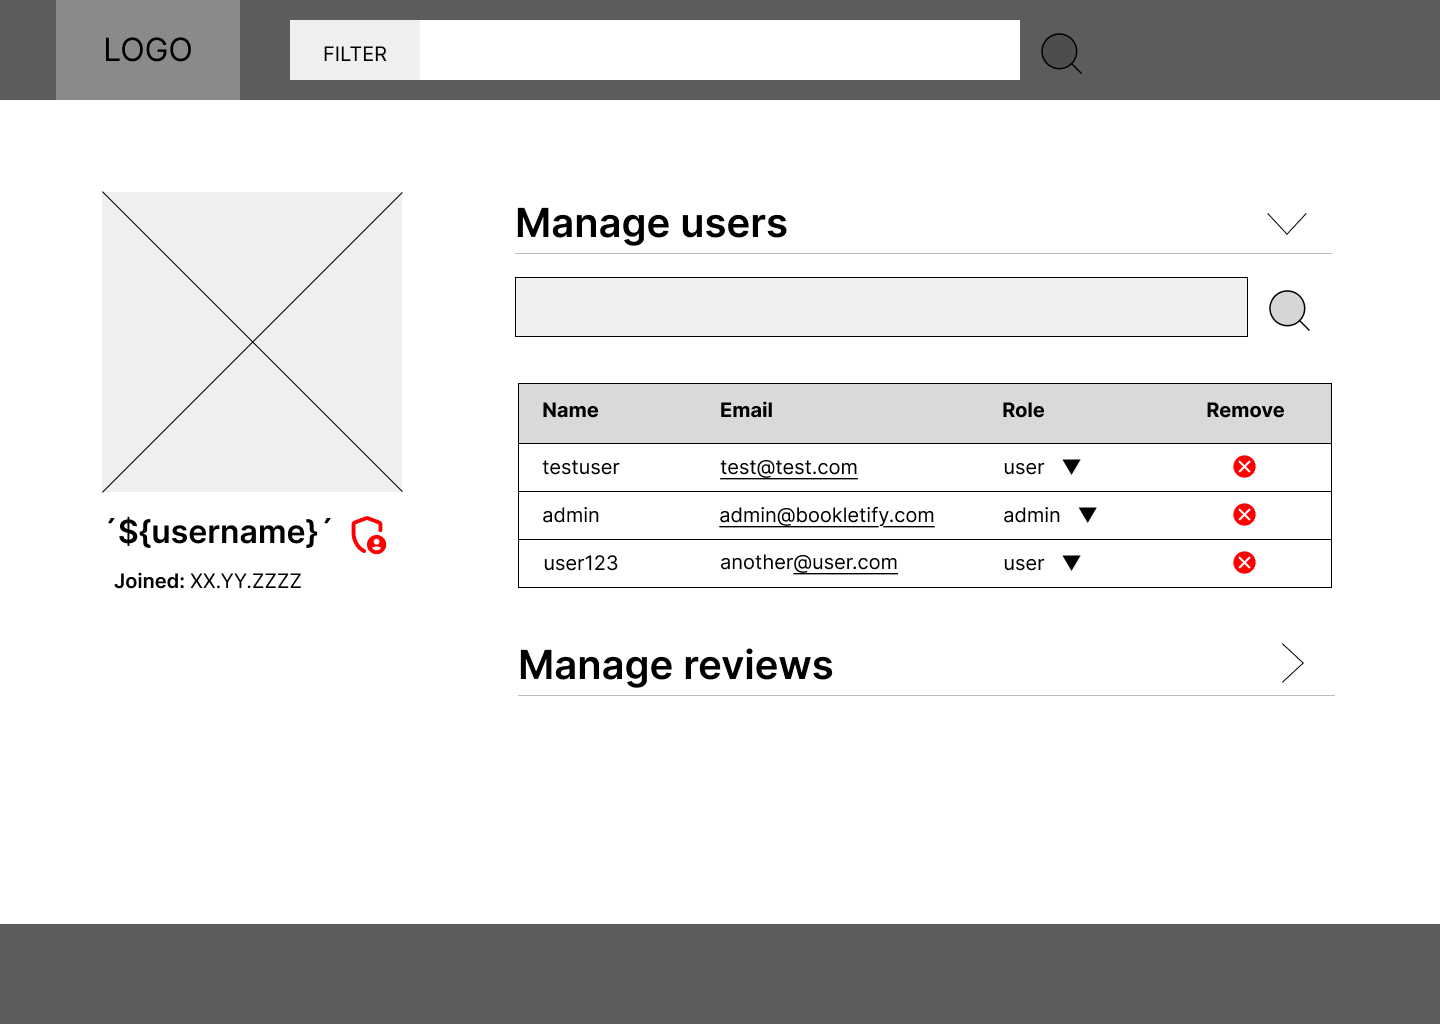 LOGO
FILTER
Manage users
Name Email Role Remove
testuser test@test.com user ▼
admin admin@bookletify.com admin ▼
user123 another@user.com user ▼
´${username}´
Joined: XX.YY.ZZZZ
Manage reviews